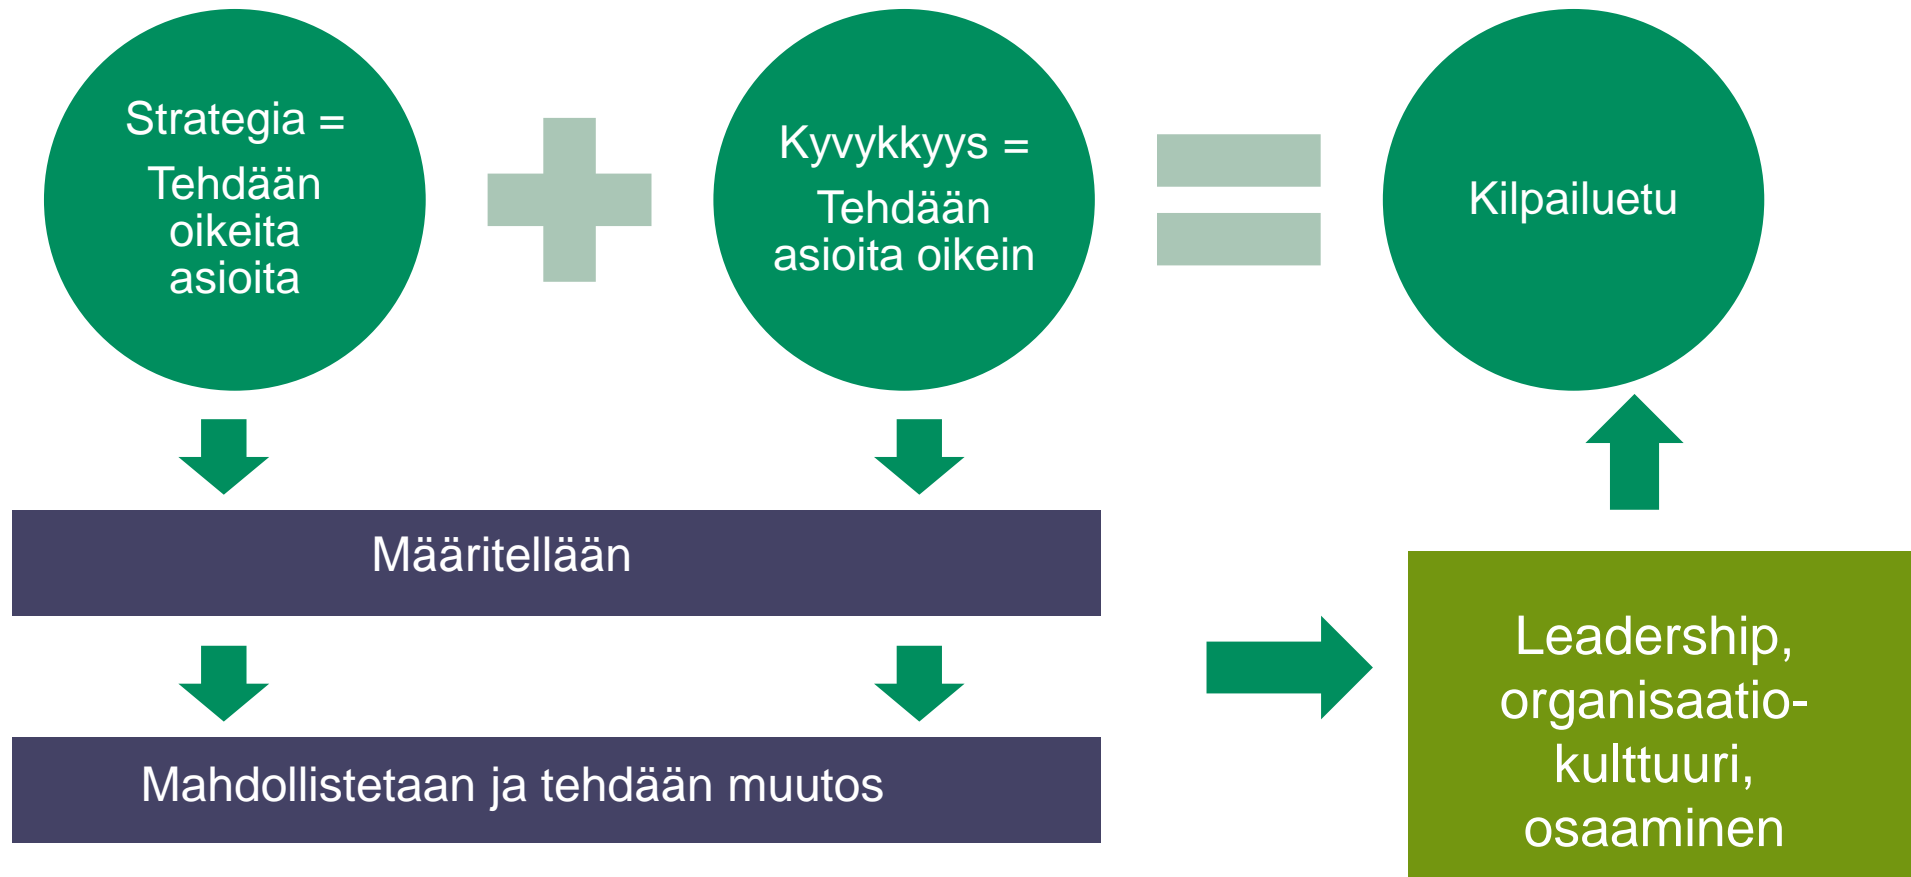 Strategia =
Tehdään
oikeita
asioita
Kyvykkyys =
Tehdään
asioita oikein
Kilpailuetu
Määritellään
Mahdollistetaan ja tehdään muutos
Leadership,
organisaatio-
kulttuuri,
osaaminen